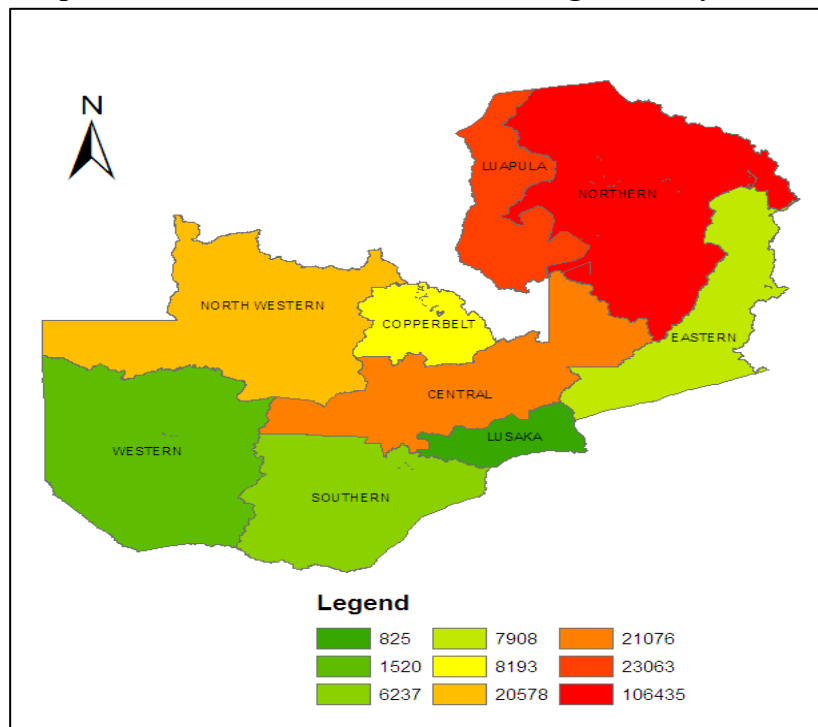 N
LUAPULA
NORTHERN
NORTH WESTERN
COPPERBELT
EASTERN
CENTRAL
LUSAKA
WESTERN
SOUTHERN
Legend
825 7908 21076
1520 8193 23063
6237 20578 106435